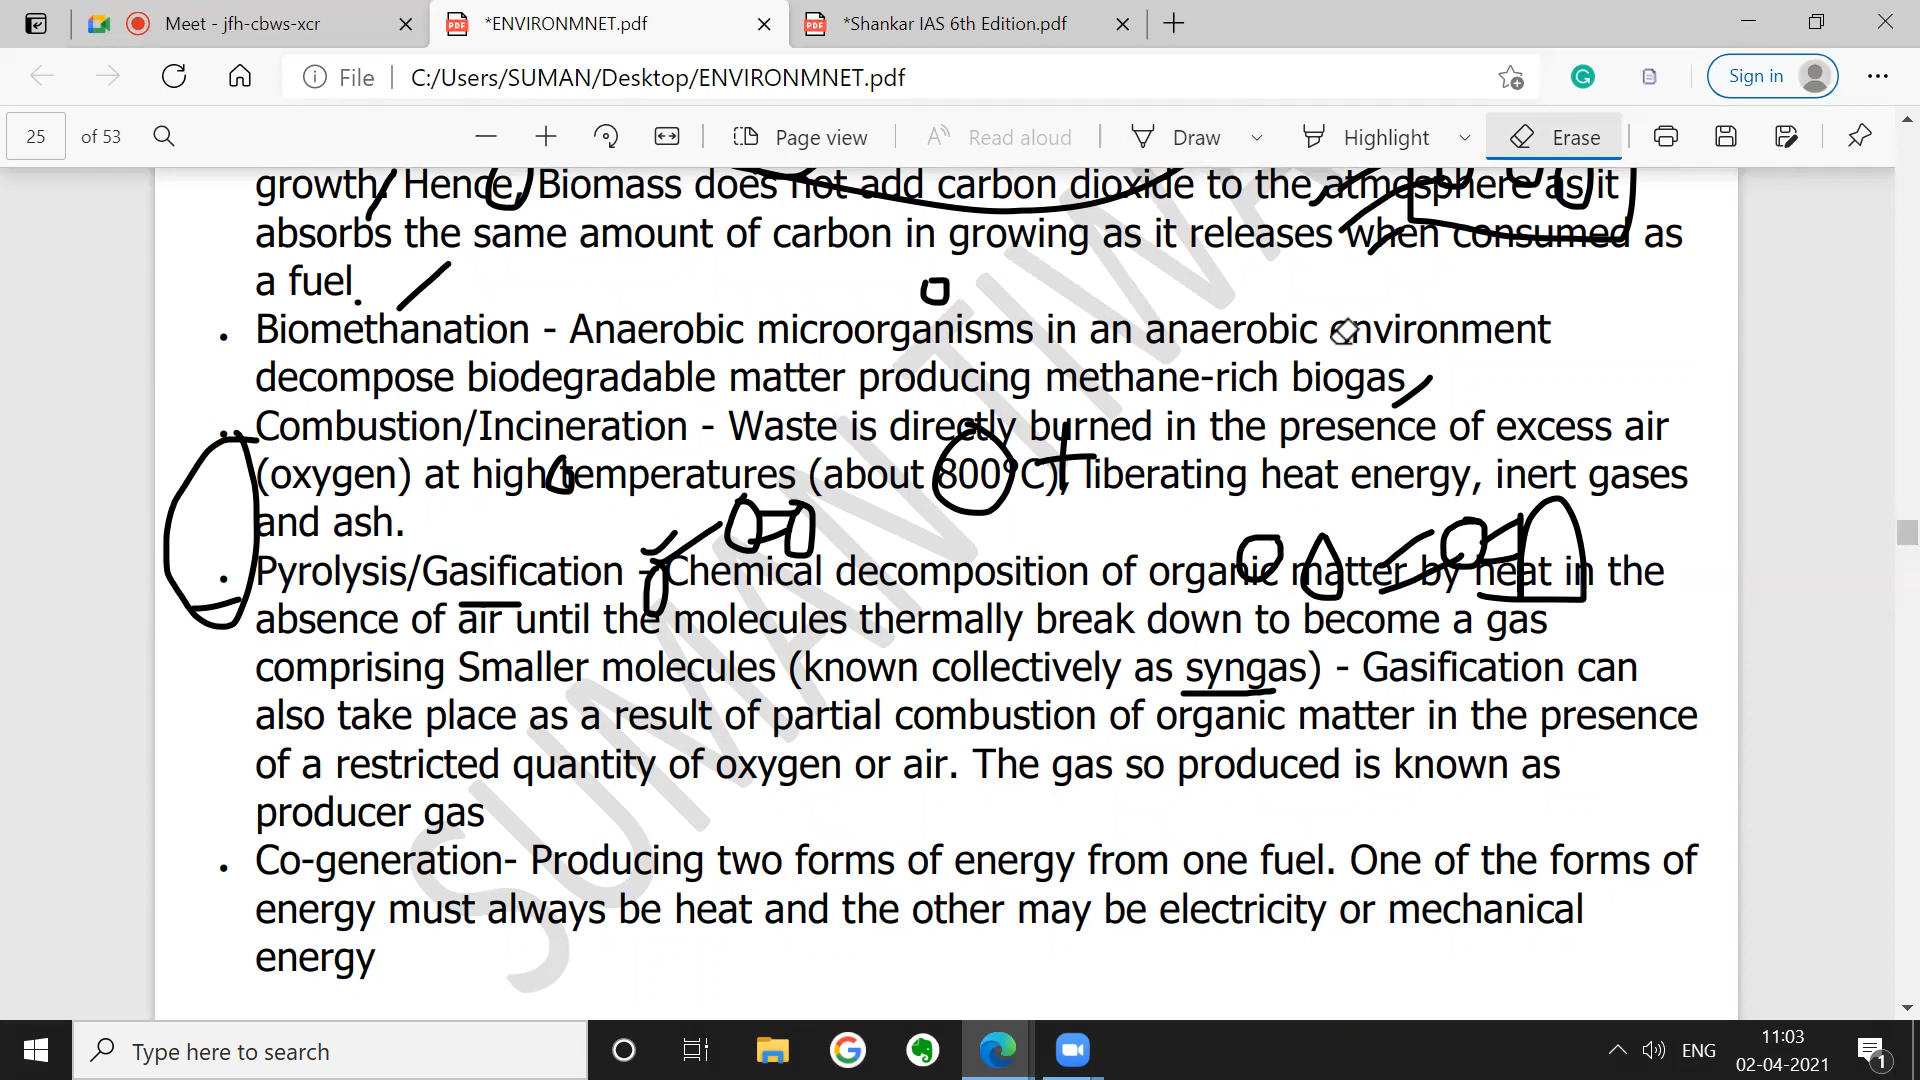 Meet - jfh-cbws-xcr
*ENVIRONMNET.pdf
*Shankar IAS 6th Edition.pdf
File
C:/Users/SUMAN/Desktop/ENVIRONMNET.pdf
Sign in
25 of 53
Page view
Read aloud
Draw
Highlight
Erase
growth. Hence, Biomass does not add carbon dioxide to the atmosphere as it
absorbs the same amount of carbon in growing as it releases when consumed as
a fuel.
• Biomethanation - Anaerobic microorganisms in an anaerobic environment
decompose biodegradable matter producing methane-rich biogas
• Combustion/Incineration - Waste is directly burned in the presence of excess air
(oxygen) at high temperatures (about 800°C), liberating heat energy, inert gases
and ash.
• Pyrolysis/Gasification - Chemical decomposition of organic matter by heat in the
absence of air until the molecules thermally break down to become a gas
comprising Smaller molecules (known collectively as syngas) - Gasification can
also take place as a result of partial combustion of organic matter in the presence
of a restricted quantity of oxygen or air. The gas so produced is known as
producer gas
• Co-generation- Producing two forms of energy from one fuel. One of the forms of
energy must always be heat and the other may be electricity or mechanical
energy
SUMAN TIWA
Type here to search
ENG
11:03
02-04-2021
1